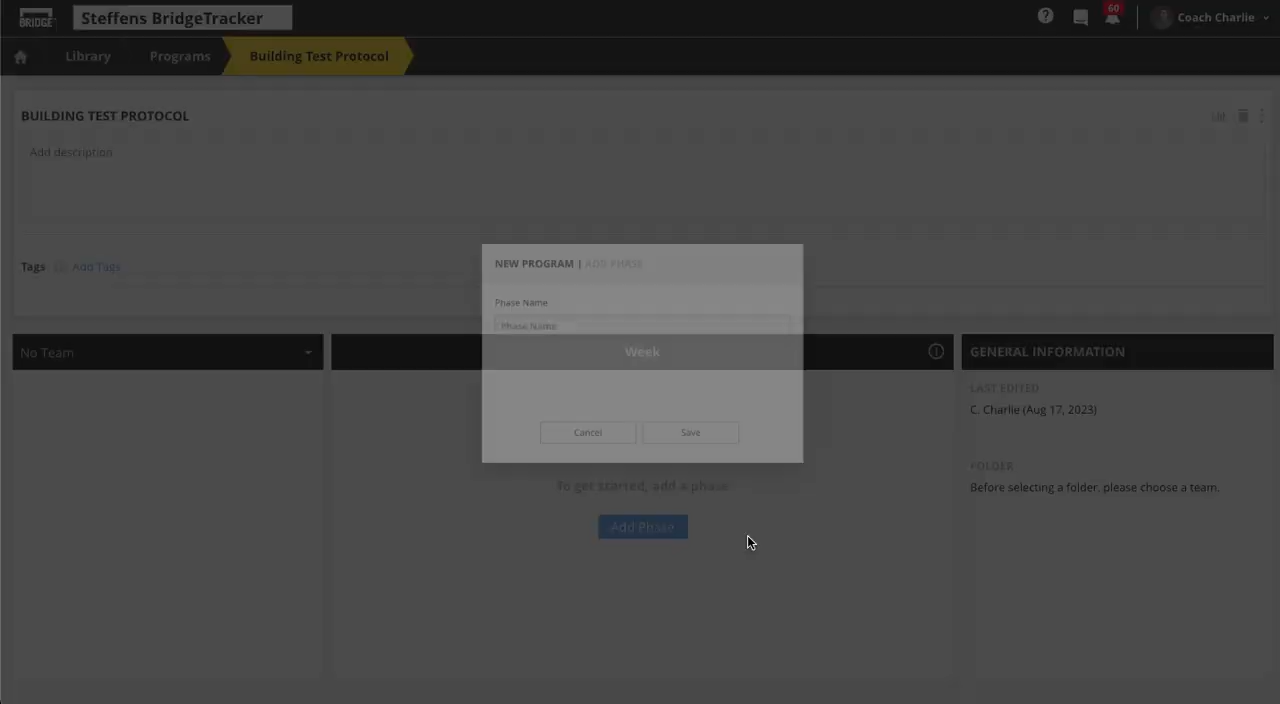 BRIDGE
Steffens BridgeTracker
60
Coach Charlie
Library
Programs
Building Test Protocol
BUILDING TEST PROTOCOL
Add description
Tags
Add Tags
NEW PROGRAM | ADD PHASE
Phase Name
Phase Name
Week
Cancel
Save
No Team
GENERAL INFORMATION
LAST EDITED
C. Charlie (Aug 17, 2023)
FOLDER
Before selecting a folder, please choose a team.
To get started, add a phase
Add Phase